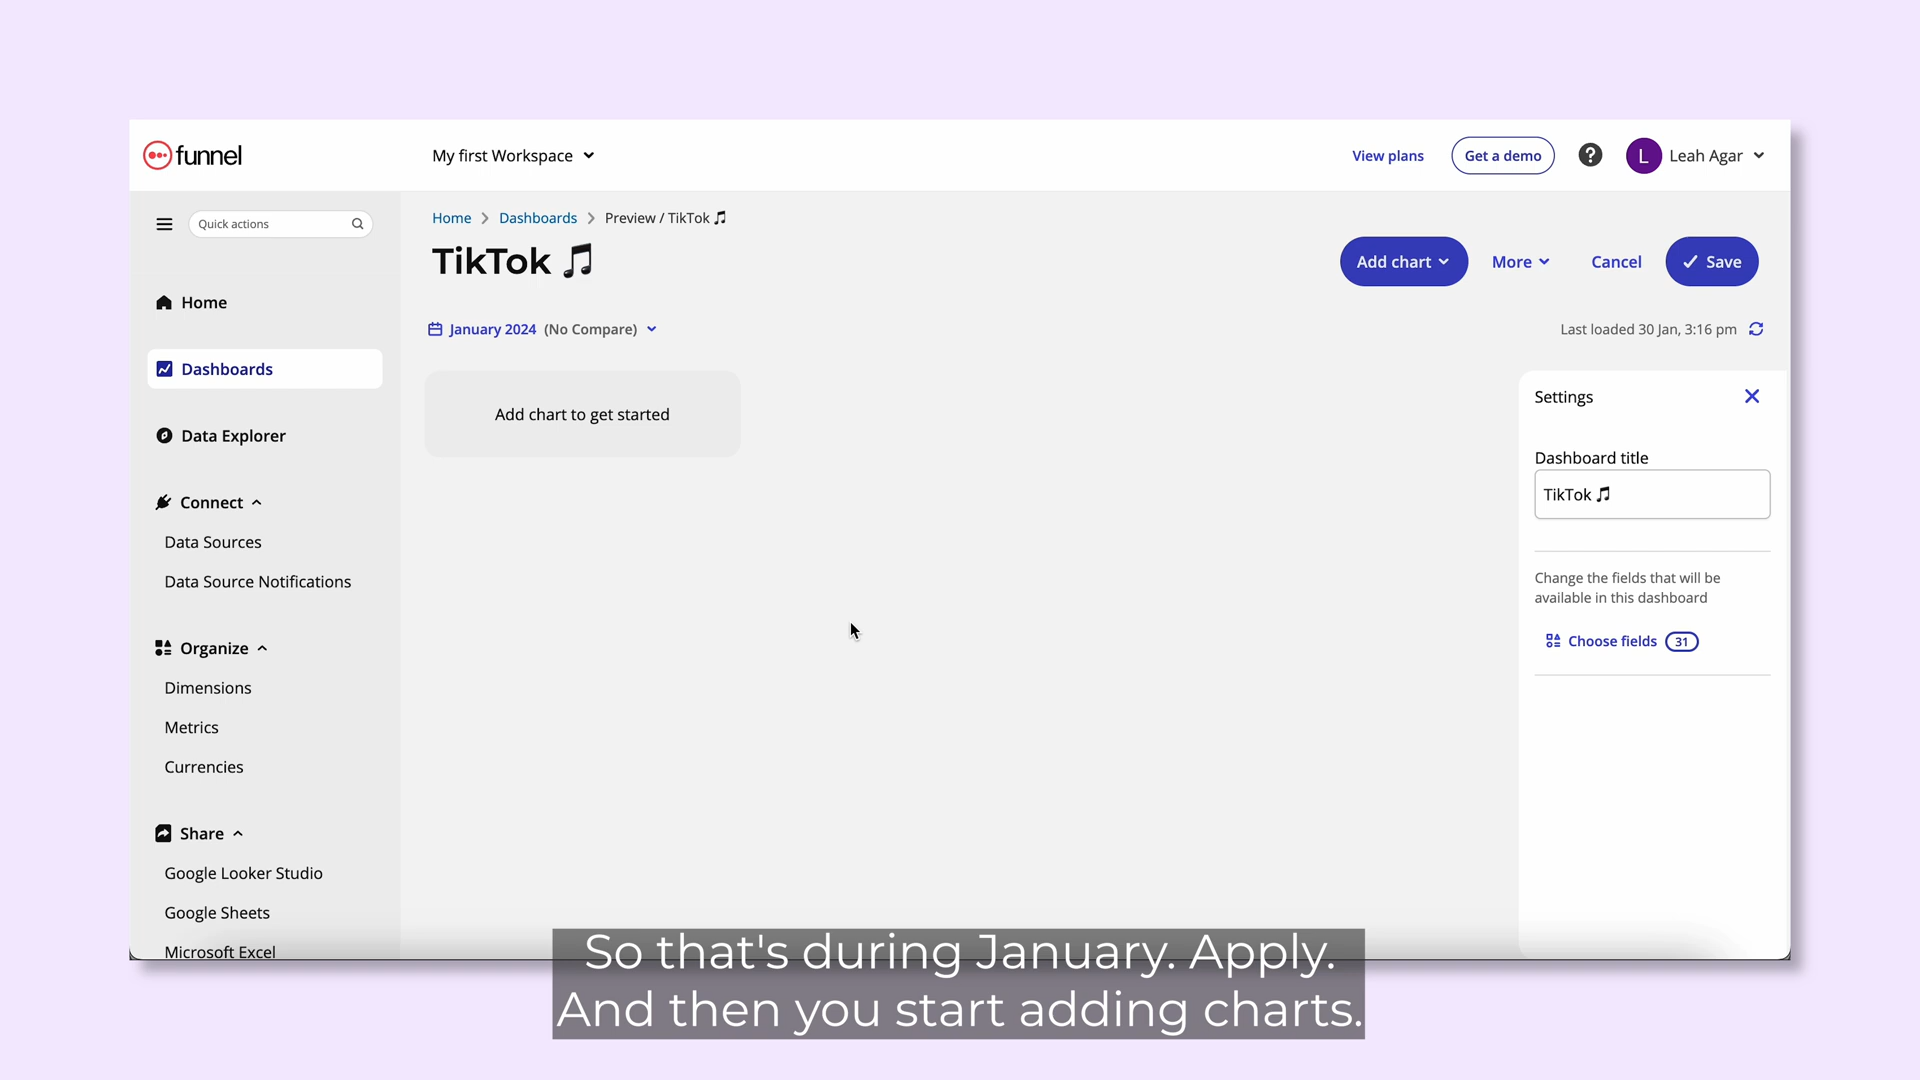 funnel
My first Workspace
View plans
Get a demo
?
L
Leah Agar
Quick actions
Home
Dashboards
Data Explorer
Connect
Data Sources
Data Source Notifications
Organize
Dimensions
Metrics
Currencies
Share
Google Looker Studio
Google Sheets
Microsoft Excel
Home > Dashboards > Preview / TikTok 🎵
TikTok 🎵
Add chart
More
Cancel
Save
January 2024 (No Compare)
Last loaded 30 Jan, 3:16 pm
Add chart to get started
Settings
Dashboard title
TikTok 🎵
Change the fields that will be
available in this dashboard
Choose fields 31
So that's during January. Apply.
And then you start adding charts.